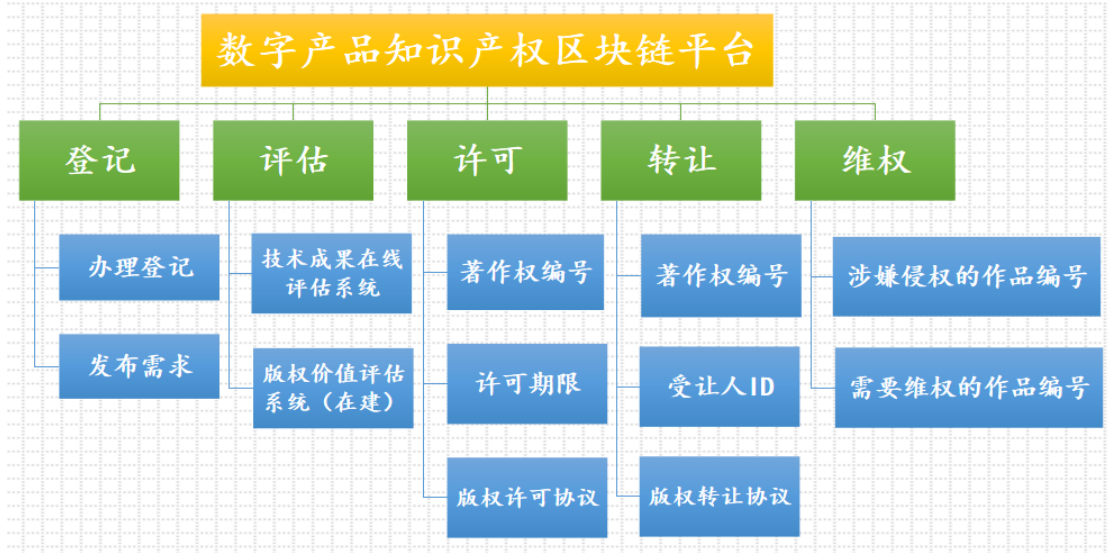 数字产品知识产权区块链平台
登记
评估
许可
转让
维权
办理登记
发布需求
技术成果在线
评估系统
版权价值评估
系统（在建）
著作权编号
许可期限
版权许可协议
著作权编号
受让人ID
版权转让协议
涉嫌侵权的作品编号
需要维权的作品编号